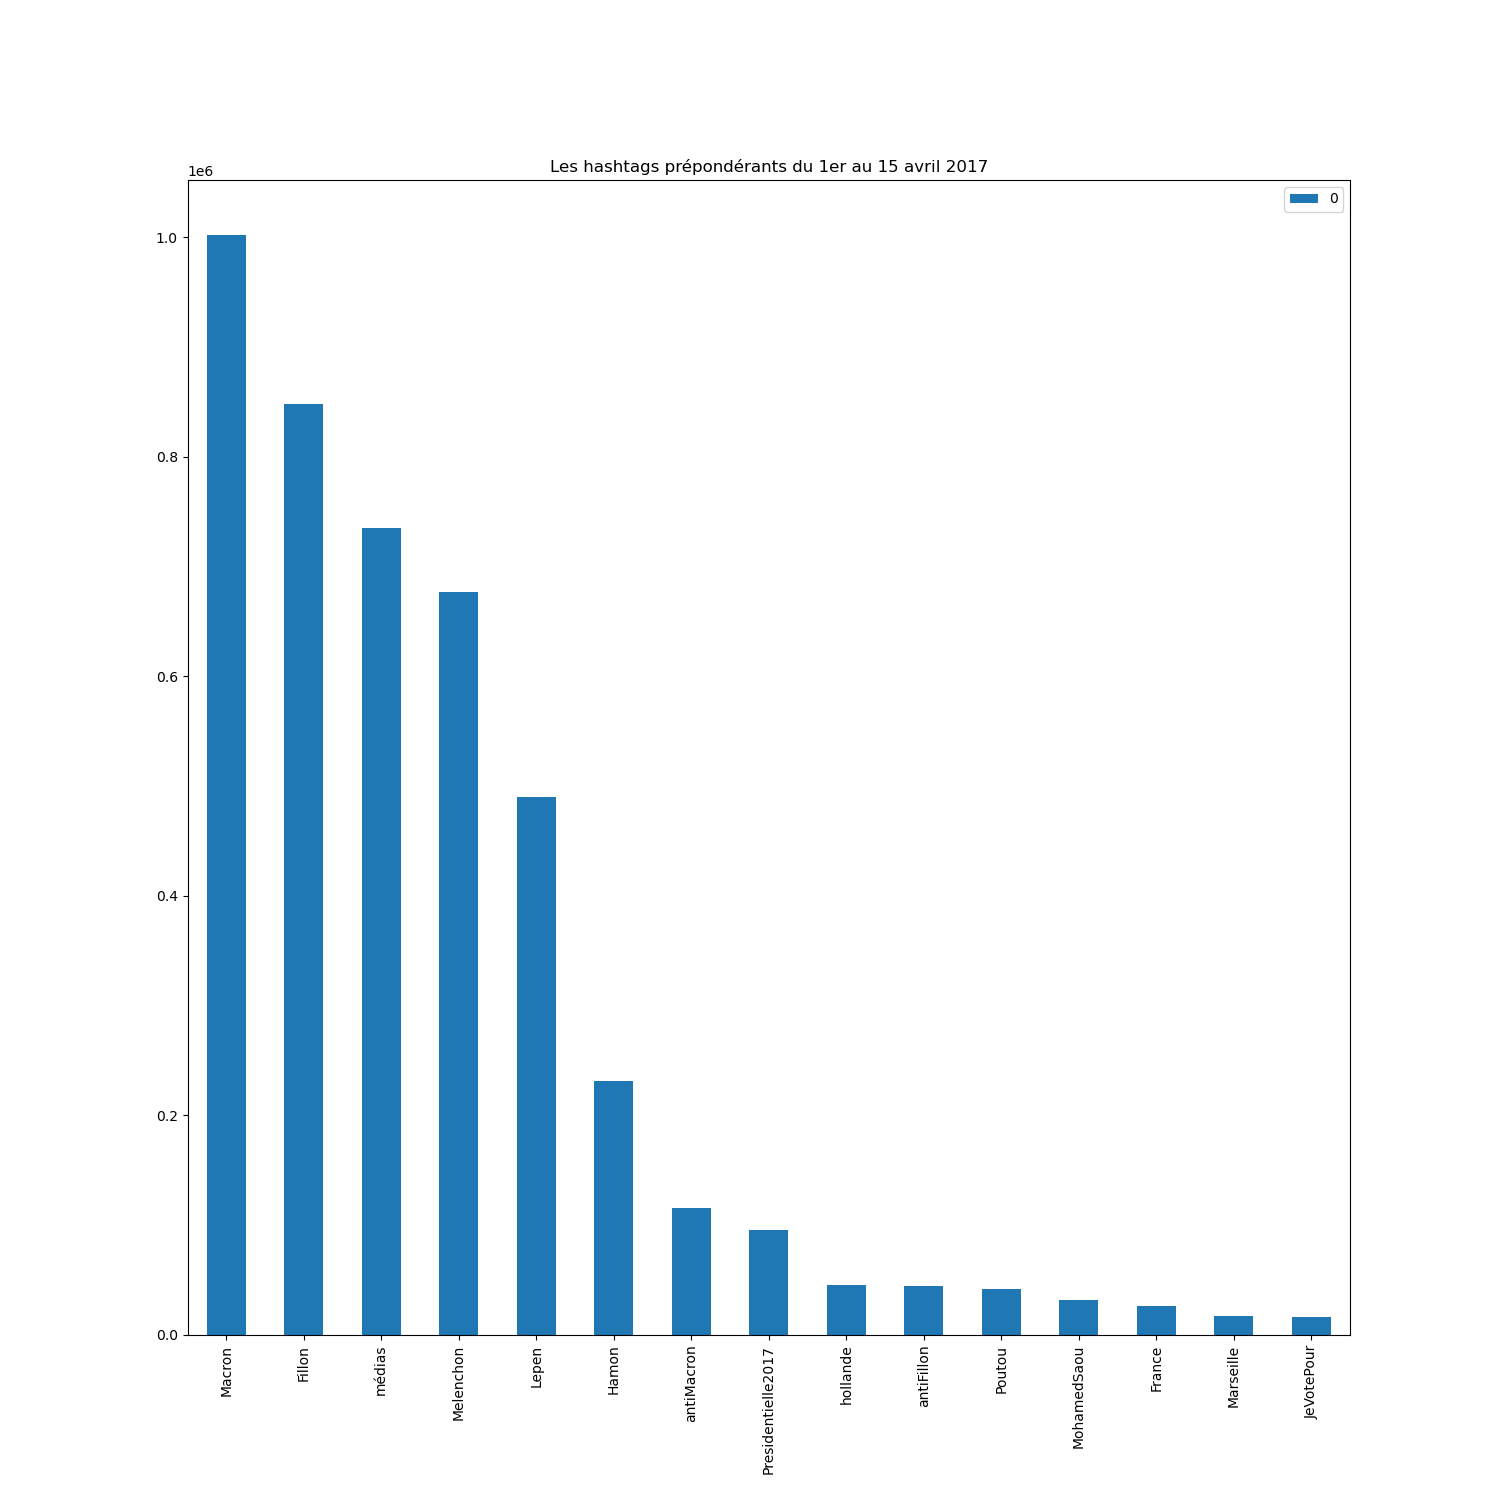 Les hashtags prépondérants du 1er au 15 avril 2017
1e6
0
1.0
0.8
0.6
0.4
0.2
0.0
Macron
Fillon
médias
Melenchon
Lepen
Hamon
antiMacron
Presidentielle2017
hollande
antiFillon
Poutou
MohamedSaou
France
Marseille
JeVotePour